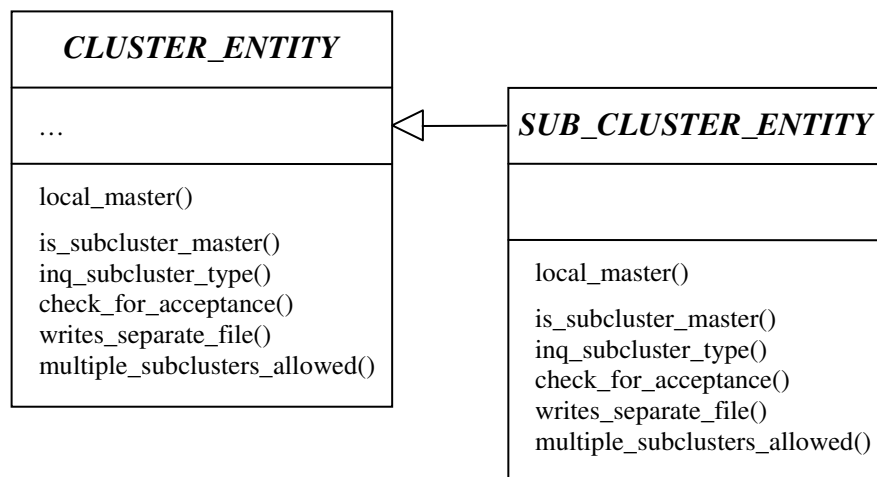 CLUSTER_ENTITY
…
local_master()
is_subcluster_master()
inq_subcluster_type()
check_for_acceptance()
writes_separate_file()
multiple_subclusters_allowed()
SUB_CLUSTER_ENTITY
local_master()
is_subcluster_master()
inq_subcluster_type()
check_for_acceptance()
writes_separate_file()
multiple_subclusters_allowed()